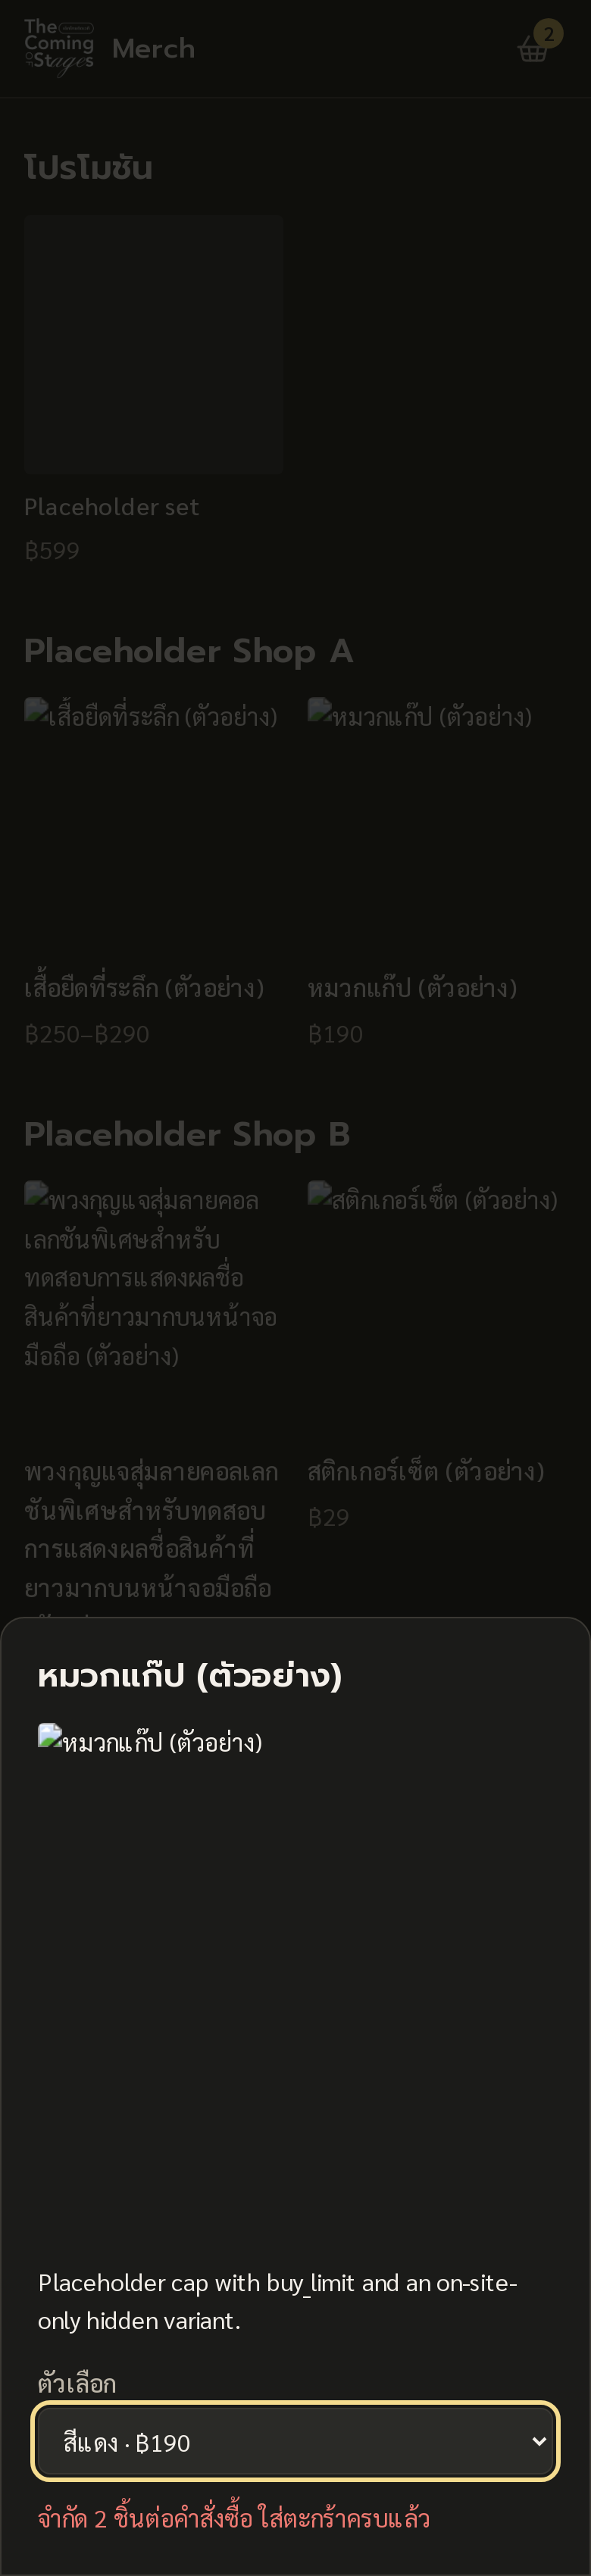 The
Coming
of Stages
Merch
2
โปรโมชัน
Placeholder set
฿599
Placeholder Shop A
เสื้อยืดที่ระลึก (ตัวอย่าง)
หมวกแก๊ป (ตัวอย่าง)
เสื้อยืดที่ระลึก (ตัวอย่าง)
฿250–฿290
หมวกแก๊ป (ตัวอย่าง)
฿190
Placeholder Shop B
พวงกุญแจสุ่มลายคอล
เลกชันพิเศษสำหรับ
ทดสอบการแสดงผลชื่อ
สินค้าที่ยาวมากบนหน้าจอ
มือถือ (ตัวอย่าง)
สติกเกอร์เซ็ต (ตัวอย่าง)
พวงกุญแจสุ่มลายคอลเลก
ชันพิเศษสำหรับทดสอบ
การแสดงผลชื่อสินค้าที่
ยาวมากบนหน้าจอมือถือ
สติกเกอร์เซ็ต (ตัวอย่าง)
฿29
หมวกแก๊ป (ตัวอย่าง)
หมวกแก๊ป (ตัวอย่าง)
Placeholder cap with buy_limit and an on-site-
only hidden variant.
ตัวเลือก
สีแดง · ฿190
จำกัด 2 ชิ้นต่อคำสั่งซื้อ ใส่ตะกร้าครบแล้ว